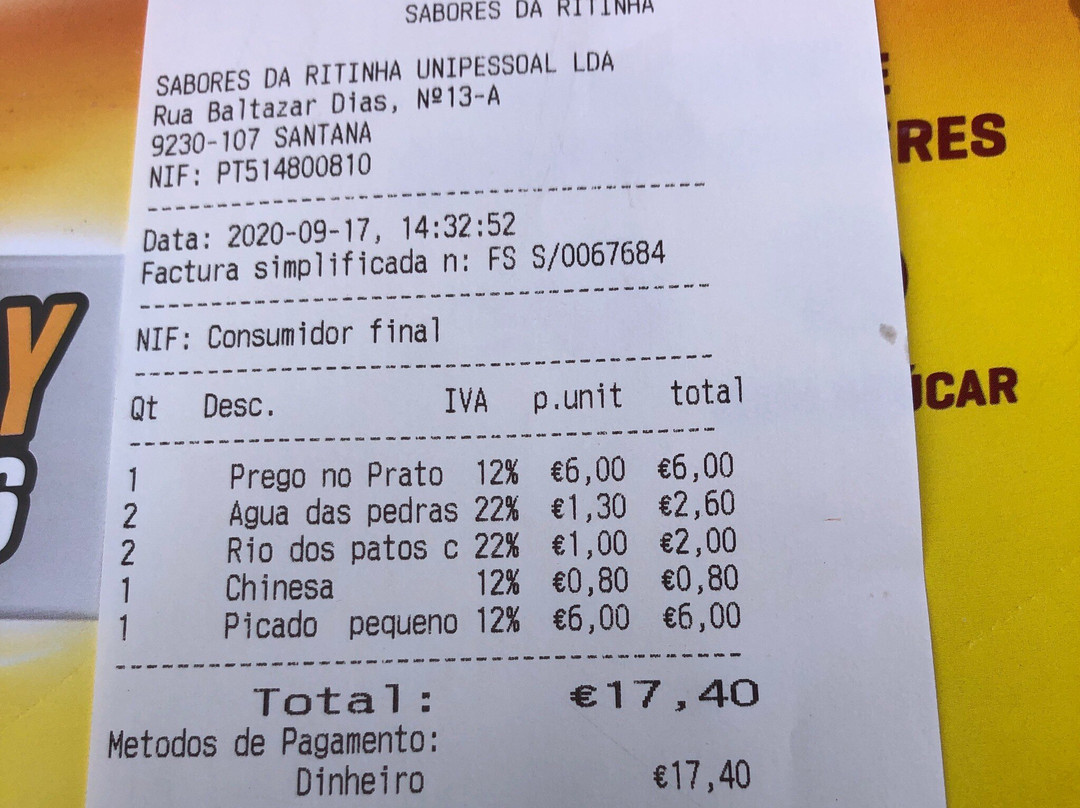 SABORES DA RITINHA
SABORES DA RITINHA UNIPESSOAL LDA
Rua Baltazar Dias, Nº13-A
9230-107 SANTANA
NIF: PT514800810
Data: 2020-09-17, 14:32:52
Factura simplificada n: FS S/0067684
NIF: Consumidor final
Qt Desc. IVA p.unit total
1 Prego no Prato 12% €6,00 €6,00
2 Agua das pedras 22% €1,30 €2,60
2 Rio dos patos c 22% €1,00 €2,00
1 Chinesa 12% €0,80 €0,80
1 Picado pequeno 12% €6,00 €6,00
Total: €17,40
Metodos de Pagamento:
Dinheiro €17,40